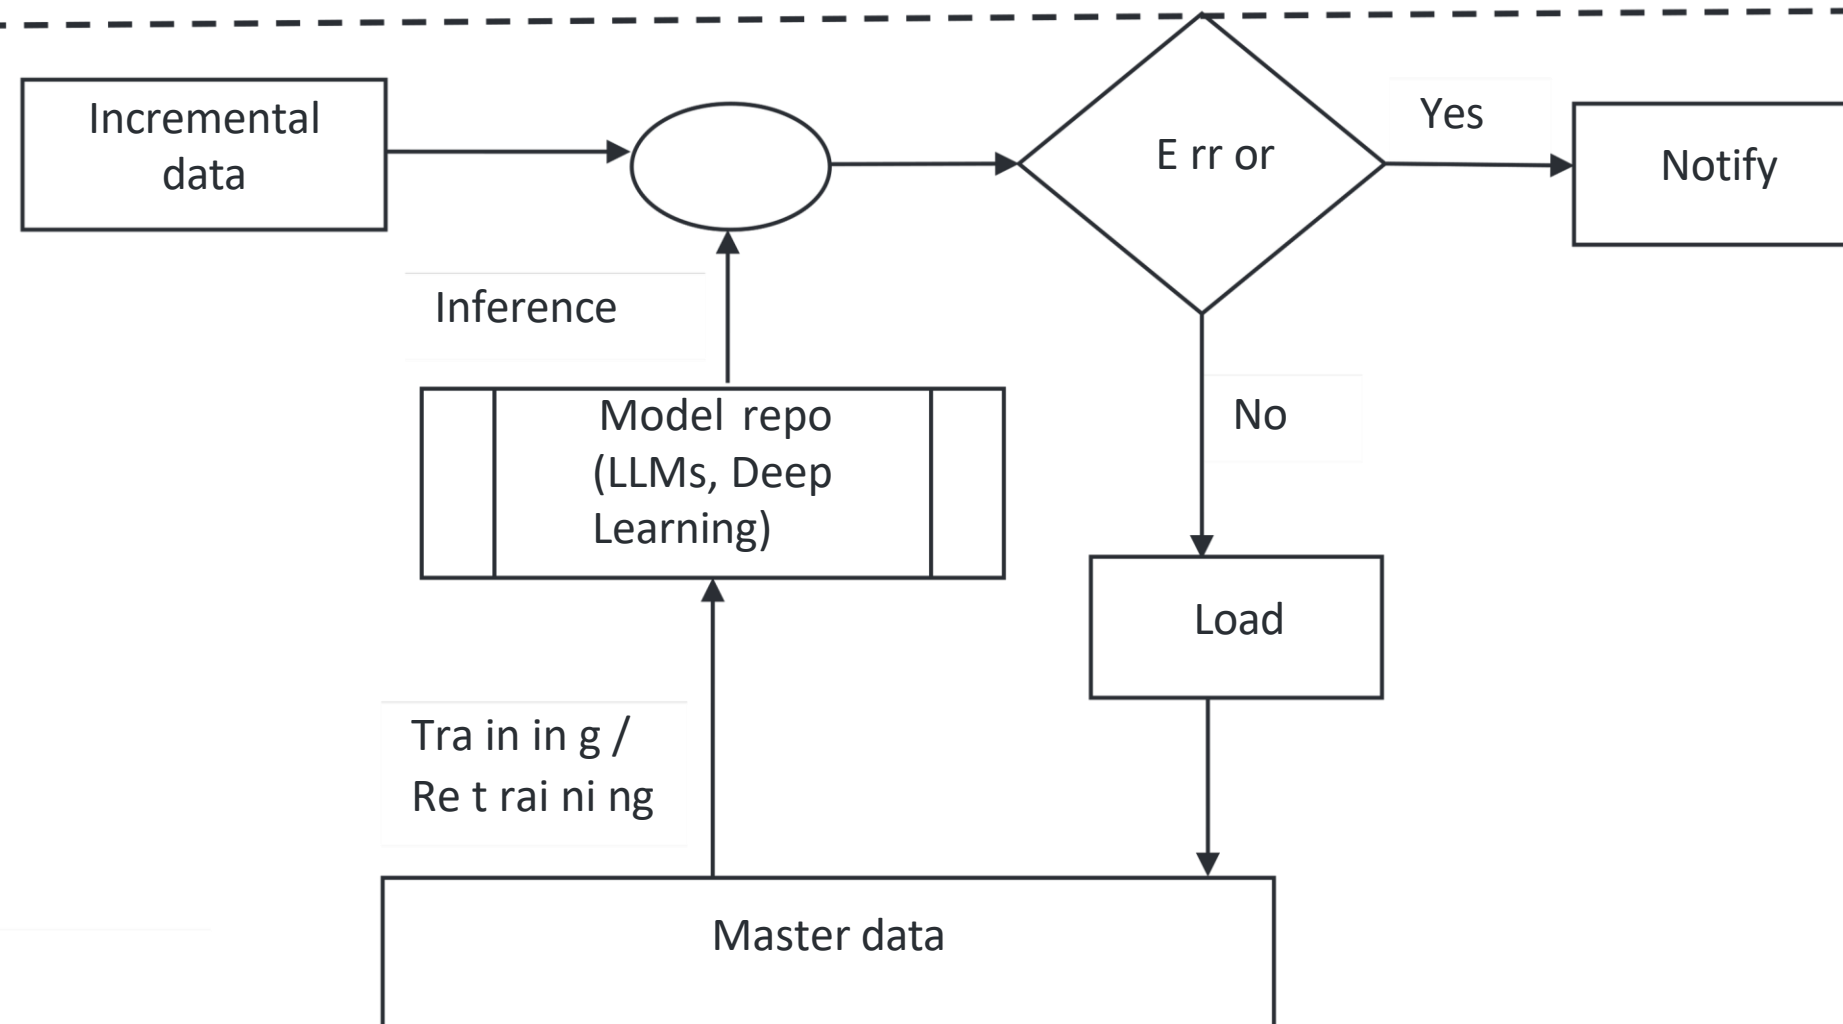 Incremental
data
E rr or
Yes
Notify
Inference
Model repo
(LLMs, Deep
Learning)
No
Load
Tra in in g /
Re t rai ni ng
Master data